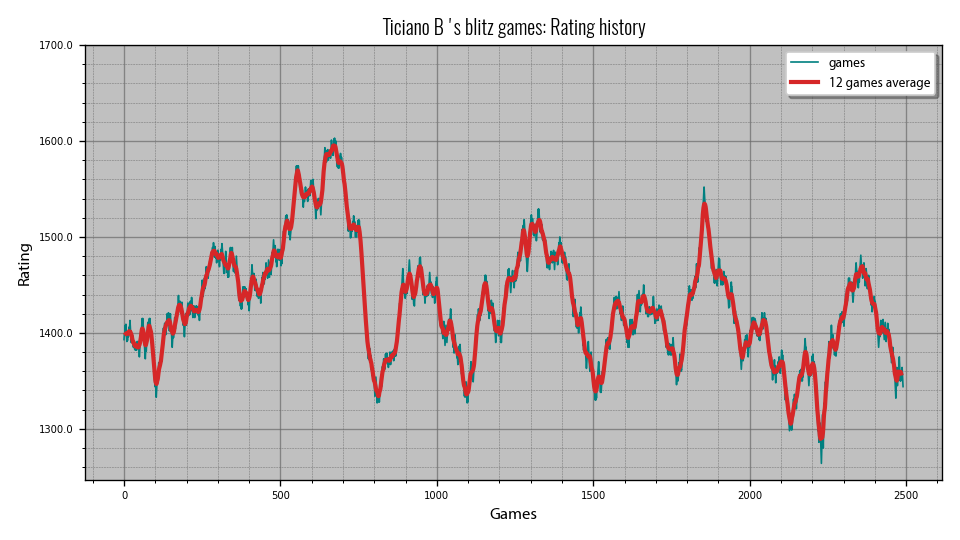 Ticiano B 's blitz games: Rating history
games
12 games average
1700.0
1600.0
1500.0
1400.0
1300.0
Rating
0 500 1000 1500 2000 2500
Games